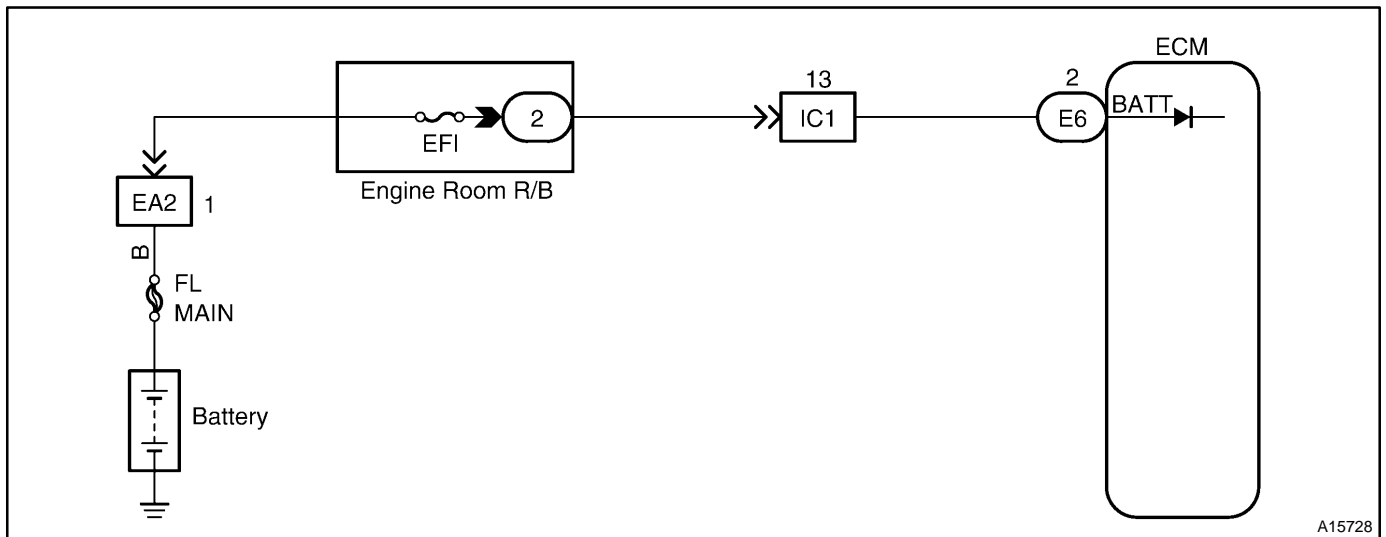 ECM
13
2
BATT
2
IC1
E6
EFI
Engine Room R/B
EA2
1
B
FL
MAIN
Battery
A15728